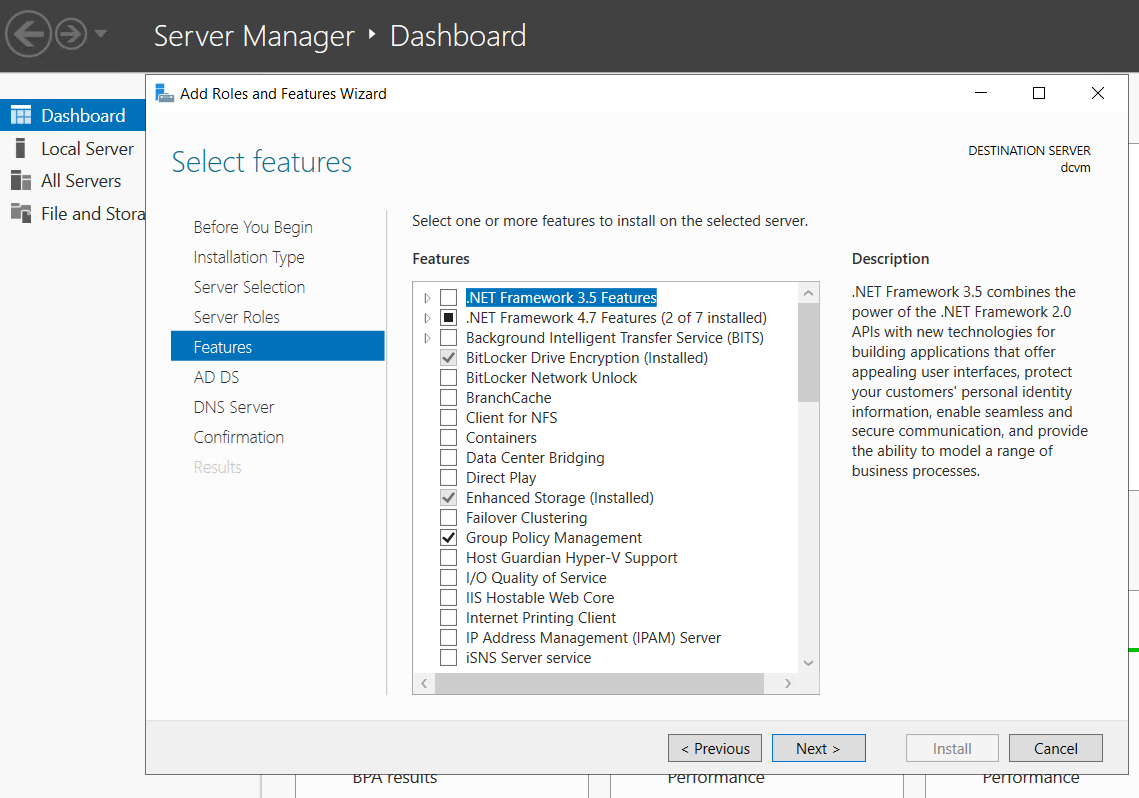 Server Manager ‣ Dashboard
Add Roles and Features Wizard
Dashboard
Local Server
All Servers
File and Stora
Select features
DESTINATION SERVER
dcvm
Before You Begin
Installation Type
Server Selection
Server Roles
Features
AD DS
DNS Server
Confirmation
Results
Select one or more features to install on the selected server.
Features
.NET Framework 3.5 Features
.NET Framework 4.7 Features (2 of 7 installed)
Background Intelligent Transfer Service (BITS)
BitLocker Drive Encryption (Installed)
BitLocker Network Unlock
BranchCache
Client for NFS
Containers
Data Center Bridging
Direct Play
Enhanced Storage (Installed)
Failover Clustering
Group Policy Management
Host Guardian Hyper-V Support
I/O Quality of Service
IIS Hostable Web Core
Internet Printing Client
IP Address Management (IPAM) Server
iSNS Server service
Description
.NET Framework 3.5 combines the
power of the .NET Framework 2.0
APIs with new technologies for
building applications that offer
appealing user interfaces, protect
your customers' personal identity
information, enable seamless and
secure communication, and provide
the ability to model a range of
business processes.
< Previous
Next >
Install
Cancel
BPA results
Performance
Performance